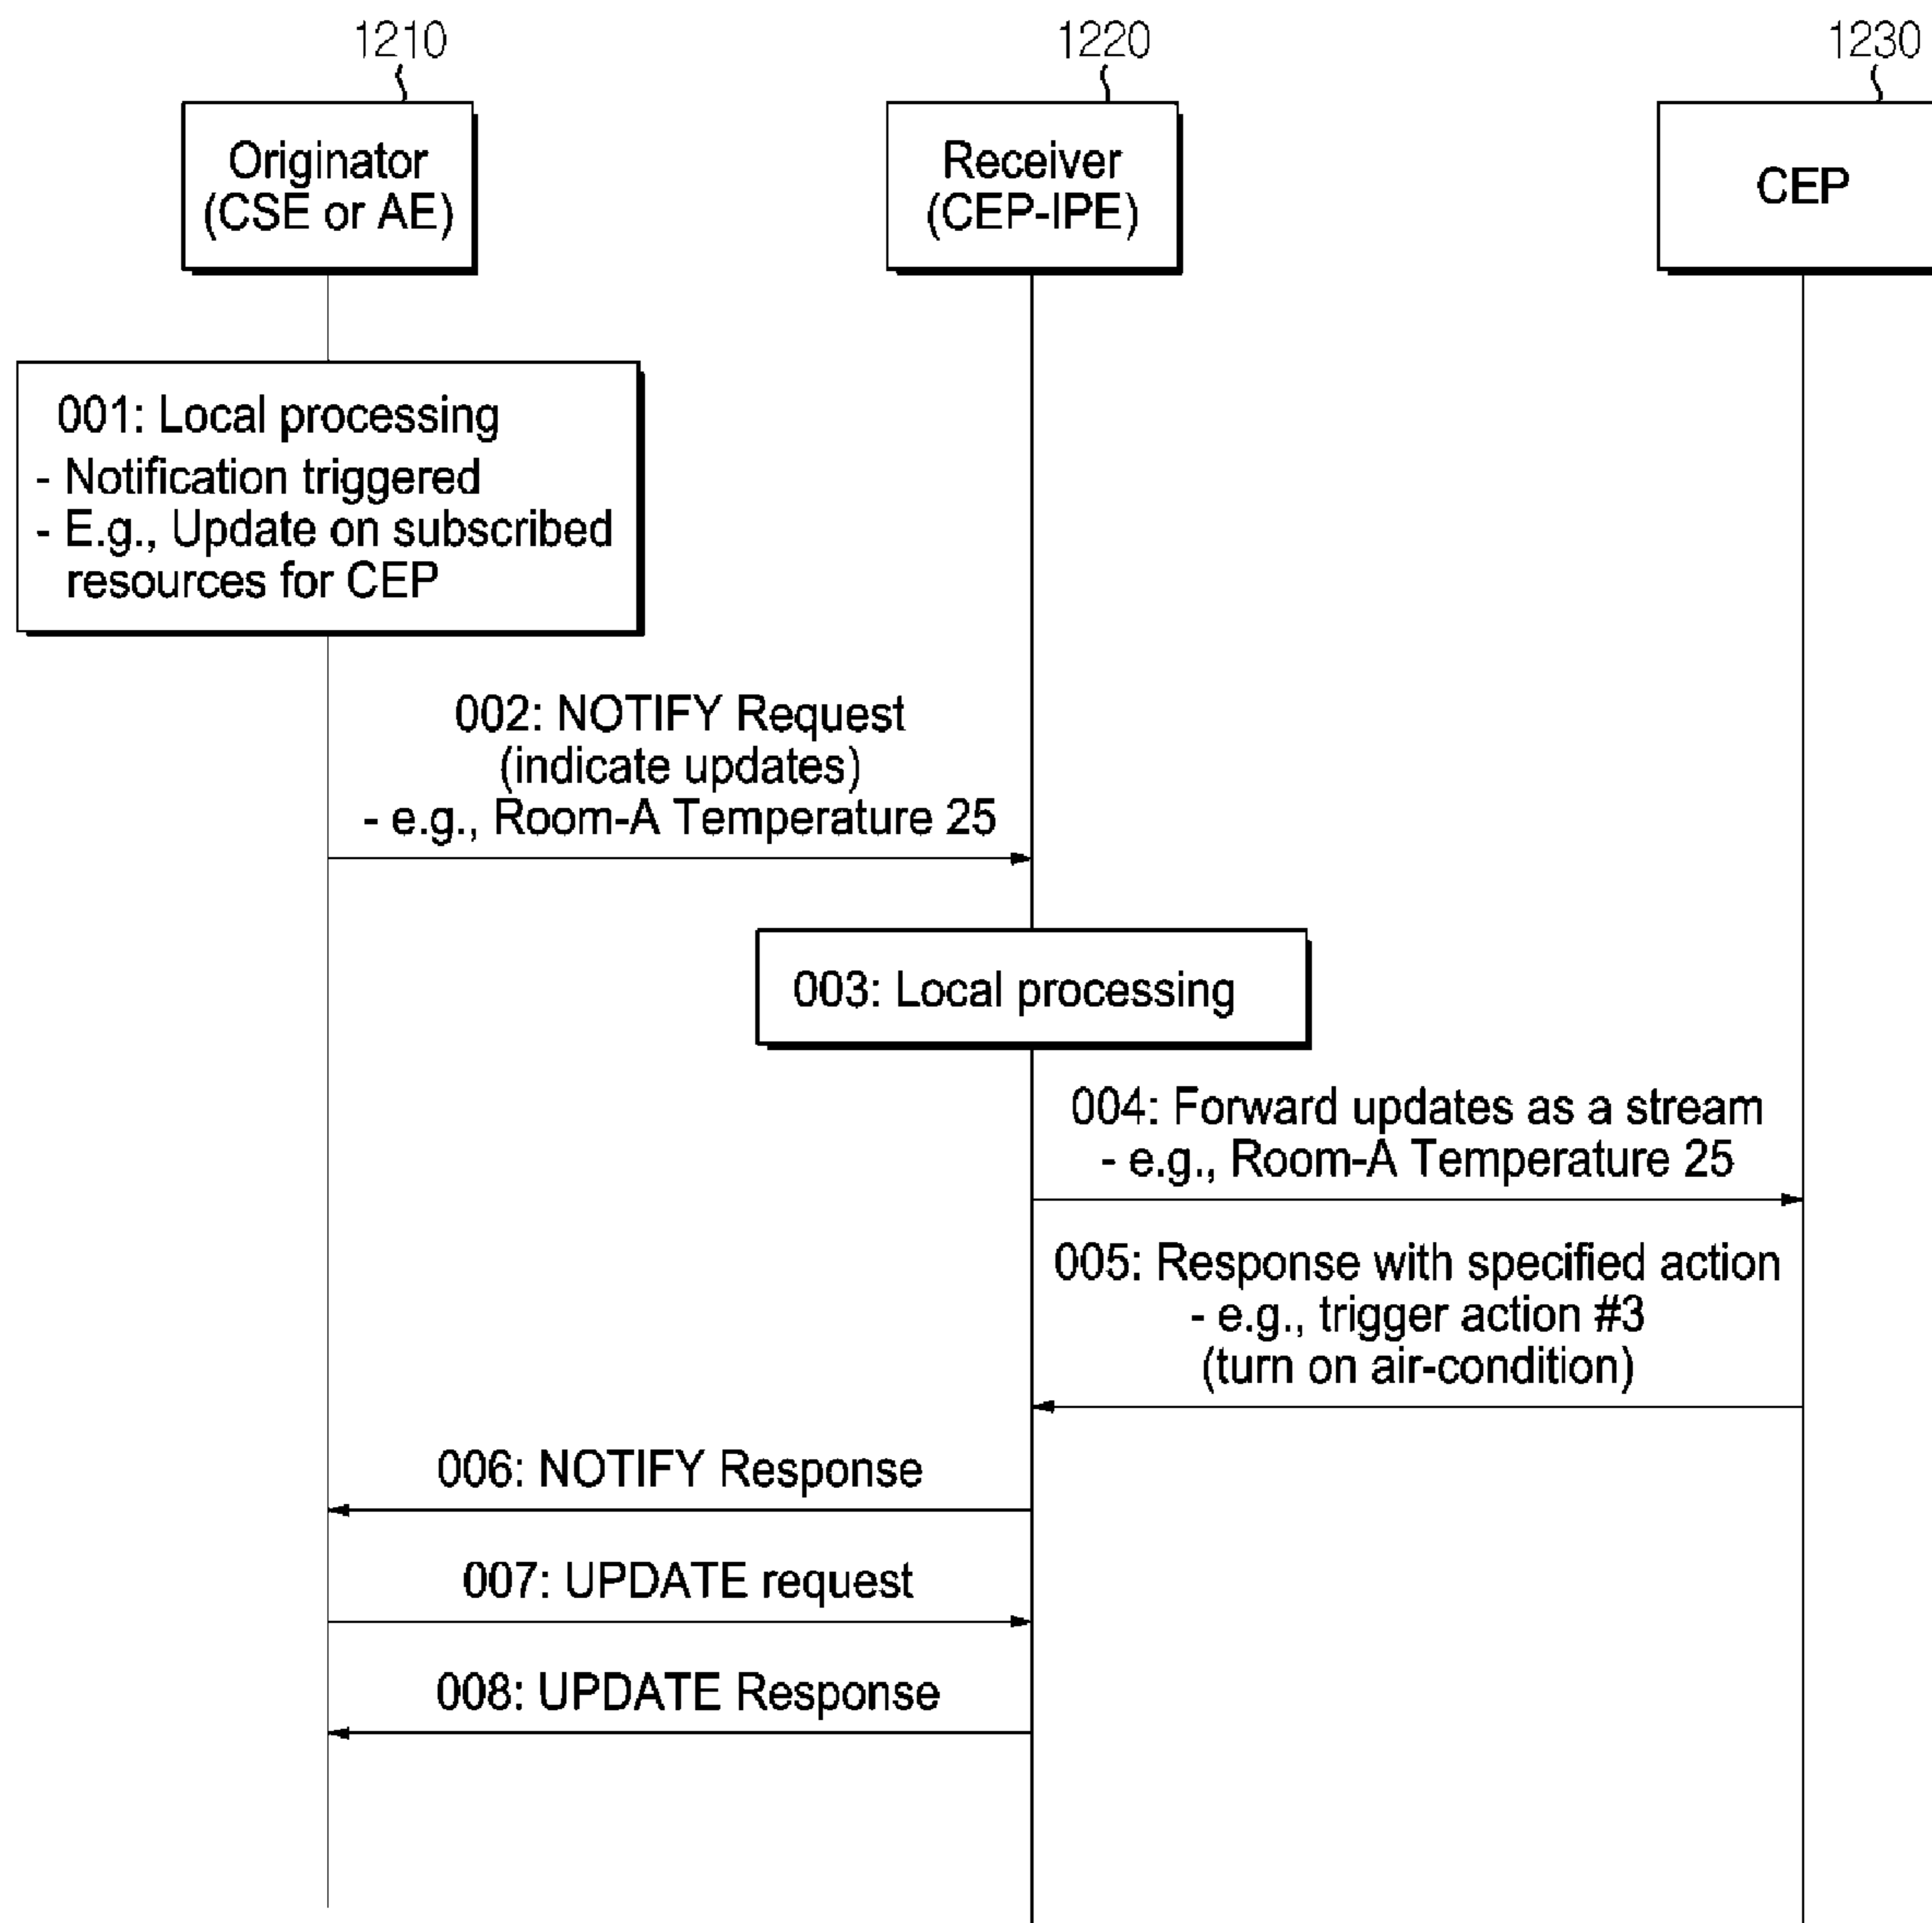 1210
1220
1230
Originator
(CSE or AE)
Receiver
(CEP-IPE)
CEP
001: Local processing
- Notification triggered
- E.g., Update on subscribed
resources for CEP
002: NOTIFY Request
(indicate updates)
- e.g., Room-A Temperature 25
003: Local processing
004: Forward updates as a stream
- e.g., Room-A Temperature 25
005: Response with specified action
- e.g., trigger action #3
(turn on air-condition)
006: NOTIFY Response
007: UPDATE request
008: UPDATE Response